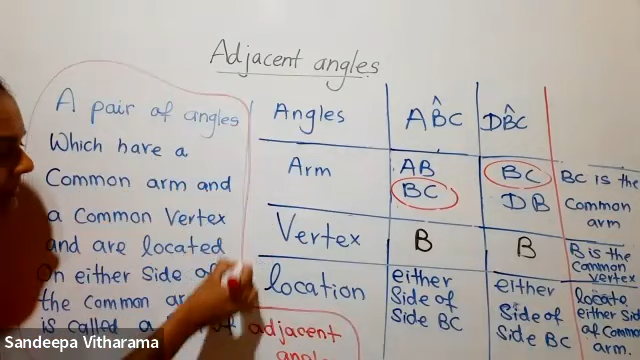 Adjacent angles
A pair of angles
Which have a
Common arm and
a Common Vertex
and are located
On either Side of
the common
is called a of adjacent
Angles AB̂C DB̂C
Arm AB BC BC DB BC is the Common arm
Vertex B B B is the common vertex
location either Side of Side BC either Side of Side BC locate either Side of Common arm.
Sandeepa Vitharama